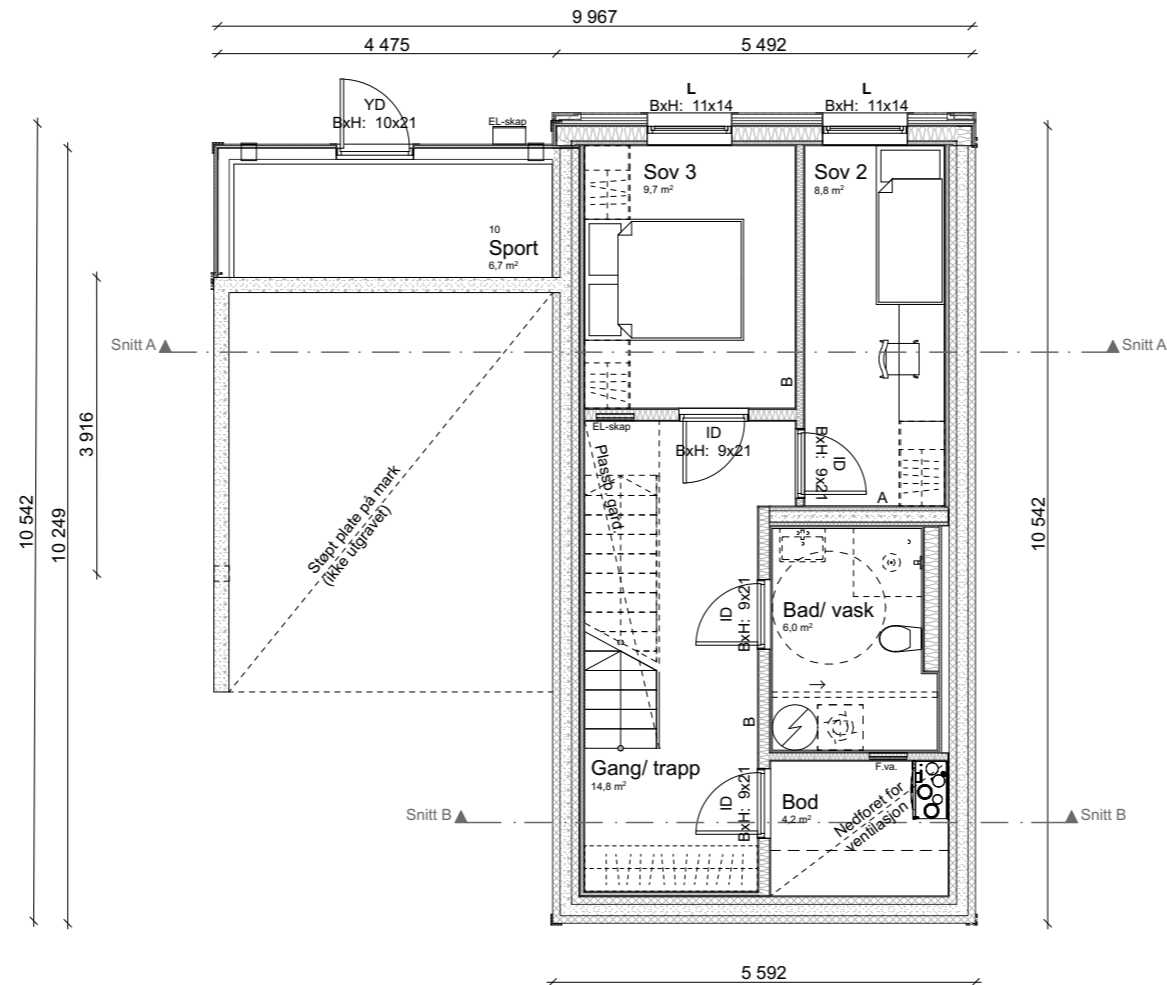 9 967
4 475
5 492
YD
BxH: 10x21
EL-skap
L
BxH: 11x14
L
BxH: 11x14
Sov 3
9,7 m²
Sov 2
8,8 m²
10
Sport
6,7 m²
Snitt A
Snitt A
B
3 916
10 542
10 249
10 542
EL-skap
ID
BxH: 9x21
BxH: 9x21
ID
A
Plassb. gard.
Støpt plate på mark
(ikke utgravet)
ID
BxH: 9x21
Bad/ vask
6,0 m²
B
Gang/ trapp
14,8 m²
F.va.
ID
BxH: 9x21
Bod
4,2 m²
Nedforet for
ventilasjon
Snitt B
Snitt B
5 592